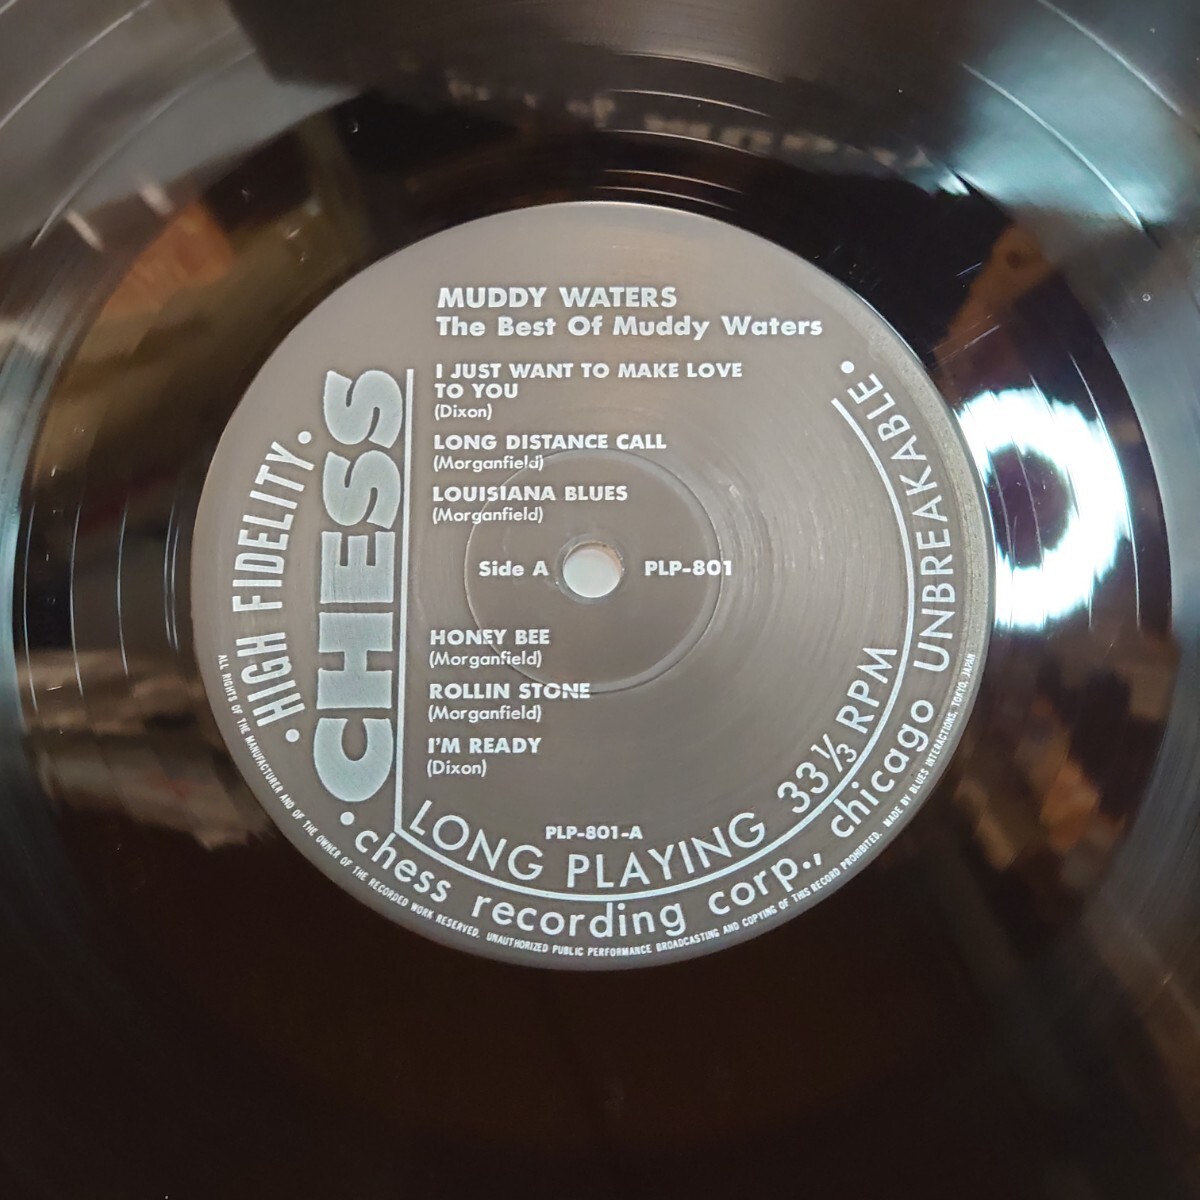 MUDDY WATERS
The Best Of Muddy Waters
I JUST WANT TO MAKE LOVE
TO YOU
(Dixon)
LONG DISTANCE CALL
(Morganfield)
LOUISIANA BLUES
(Morganfield)
Side A PLP-801
HONEY BEE
(Morganfield)
ROLLIN STONE
(Morganfield)
I'M READY
(Dixon)
PLP-801-A
• HIGH FIDELITY •
CHESS
LONG PLAYING 33⅓ RPM
• chess recording corp., chicago UNBREAKABLE •
ALL RIGHTS OF THE MANUFACTURER AND OF THE OWNER OF THE RECORDED WORK RESERVED. UNAUTHORIZED PUBLIC PERFORMANCE BROADCASTING AND COPYING OF THIS RECORD PROHIBITED. MADE BY BLUES INTERACTIONS, TOKYO, JAPAN